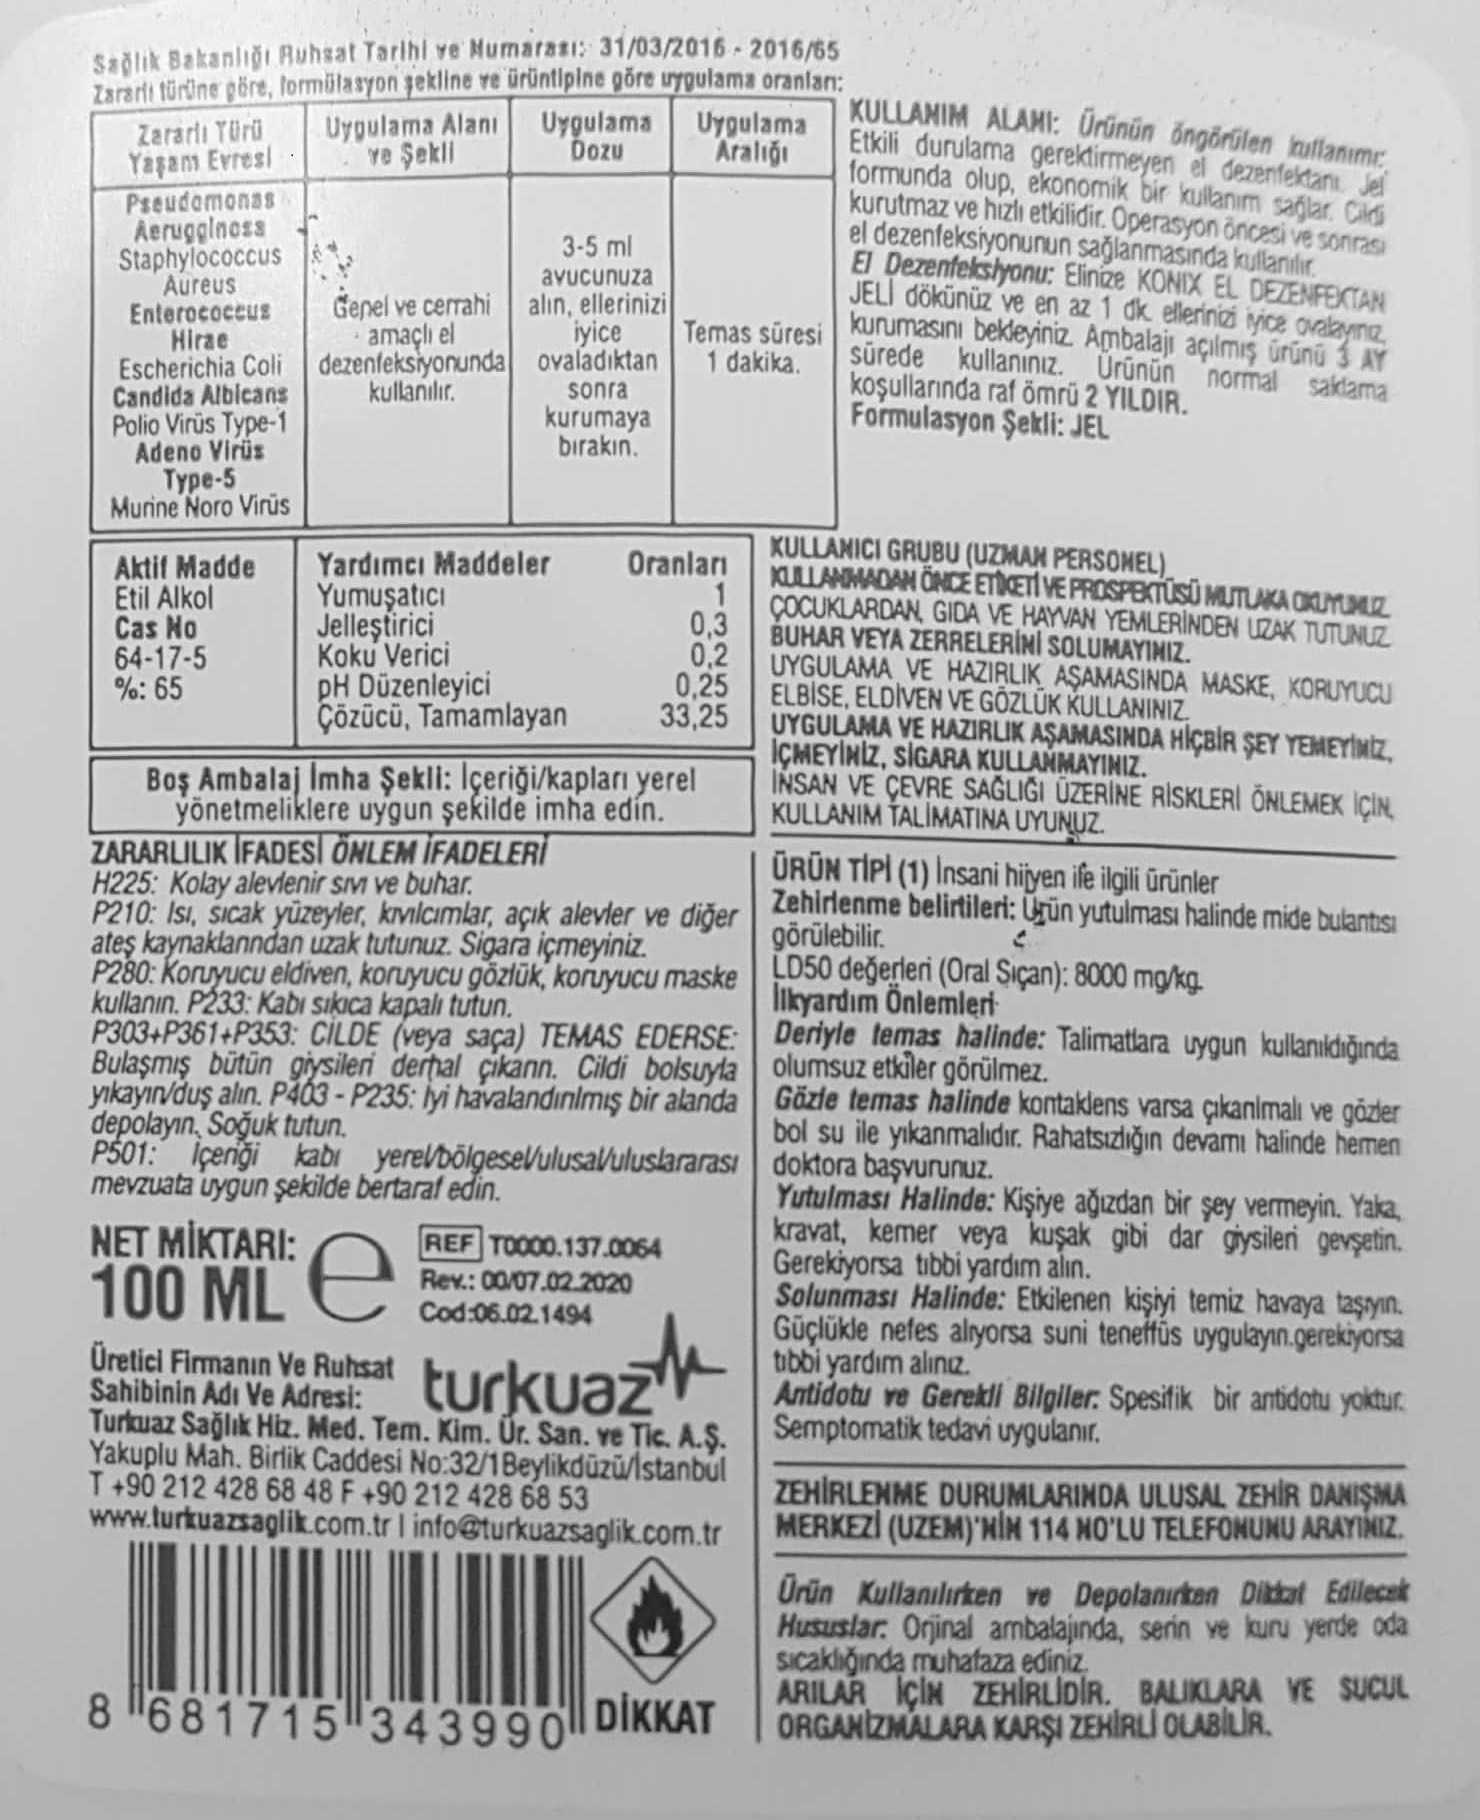 Sağlık Bakanlığı Ruhsat Tarihi ve Numarası: 31/03/2016 - 2016/65
Zararlı türüne göre, formülasyon şekline ve ürüntipine göre uygulama oranları:
Zararlı Türü
Yaşam Evresi
Uygulama Alanı
ve Şekli
Uygulama
Dozu
Uygulama
Aralığı
Pseudomonas
Aerugginosa
Staphylococcus
Aureus
Enterococcus
Hirae
Escherichia Coli
Candida Albicans
Polio Virüs Type-1
Adeno Virüs
Type-5
Murine Noro Virüs
Genel ve cerrahi
amaçlı el
dezenfeksiyonunda
kullanılır.
3-5 ml
avucunuza
alın, ellerinizi
iyice
ovaladıktan
sonra
kurumaya
bırakın.
Temas süresi
1 dakika.
KULLANIM ALANI: Ürünün öngörülen kullanımı:
Etkili durulama gerektirmeyen el dezenfektanı. Jel
formunda olup, ekonomik bir kullanım sağlar. Cildi
kurutmaz ve hızlı etkilidir. Operasyon öncesi ve sonrası
el dezenfeksiyonunun sağlanmasında kullanılır.
El Dezenfeksiyonu: Elinize KONIX EL DEZENFEKTAN
JELİ dökünüz ve en az 1 dk. ellerinizi iyice ovalayınız,
kurumasını bekleyiniz. Ambalajı açılmış ürünü 3 AY
sürede kullanınız. Ürünün normal saklama
koşullarında raf ömrü 2 YILDIR.
Formulasyon Şekli: JEL
Aktif Madde
Etil Alkol
Cas No
64-17-5
%: 65
Yardımcı Maddeler Oranları
Yumuşatıcı 1
Jelleştirici 0,3
Koku Verici 0,2
pH Düzenleyici 0,25
Çözücü, Tamamlayan 33,25
Boş Ambalaj İmha Şekli: İçeriği/kapları yerel
yönetmeliklere uygun şekilde imha edin.
KULLANICI GRUBU (UZMAN PERSONEL)
KULLANMADAN ÖNCE ETİKETİ VE PROSPEKTÜSÜ MUTLAKA OKUYUNUZ.
ÇOCUKLARDAN, GIDA VE HAYVAN YEMLERİNDEN UZAK TUTUNUZ.
BUHAR VEYA ZERRELERİNİ SOLUMAYINIZ.
UYGULAMA VE HAZIRLIK AŞAMASINDA MASKE, KORUYUCU
ELBİSE, ELDİVEN VE GÖZLÜK KULLANINIZ.
UYGULAMA VE HAZIRLIK AŞAMASINDA HİÇBİR ŞEY YEMEYİNİZ,
İÇMEYİNİZ, SİGARA KULLANMAYINIZ.
İNSAN VE ÇEVRE SAĞLIĞI ÜZERİNE RİSKLERİ ÖNLEMEK İÇİN,
KULLANIM TALİMATINA UYUNUZ.
ZARARLILIK İFADESİ ÖNLEM İFADELERİ
H225: Kolay alevlenir sıvı ve buhar.
P210: Isı, sıcak yüzeyler, kıvılcımlar, açık alevler ve diğer
ateş kaynaklarından uzak tutunuz. Sigara içmeyiniz.
P280: Koruyucu eldiven, koruyucu gözlük, koruyucu maske
kullanın. P233: Kabı sıkıca kapalı tutun.
P303+P361+P353: CİLDE (veya saça) TEMAS EDERSE:
Bulaşmış bütün giysileri derhal çıkarın. Cildi bolsuyla
yıkayın/duş alın. P403 - P235: İyi havalandırılmış bir alanda
depolayın. Soğuk tutun.
P501: İçeriği kabı yerel/bölgesel/ulusal/uluslararası
mevzuata uygun şekilde bertaraf edin.
NET MİKTARI:
100 ML
e
REF T0000.137.0064
Rev.: 00/07.02.2020
Cod:06.02.1494
Üretici Firmanın Ve Ruhsat
Sahibinin Adı Ve Adresi:
turkuaz
Turkuaz Sağlık Hiz. Med. Tem. Kim. Ür. San. ve Tic. A.Ş.
Yakuplu Mah. Birlik Caddesi No:32/1Beylikdüzü/İstanbul
T +90 212 428 68 48 F +90 212 428 68 53
www.turkuazsaglik.com.tr | info@turkuazsaglik.com.tr
8 681715 343990
DİKKAT
ÜRÜN TİPİ (1) İnsani hijyen ile ilgili ürünler
Zehirlenme belirtileri: Ürün yutulması halinde mide bulantısı
görülebilir.
LD50 değerleri (Oral Sıçan): 8000 mg/kg.
İlkyardım Önlemleri
Deriyle temas halinde: Talimatlara uygun kullanıldığında
olumsuz etkiler görülmez.
Gözle temas halinde kontaklens varsa çıkarılmalı ve gözler
bol su ile yıkanmalıdır. Rahatsızlığın devamı halinde hemen
doktora başvurunuz.
Yutulması Halinde: Kişiye ağızdan bir şey vermeyin. Yaka,
kravat, kemer veya kuşak gibi dar giysileri gevşetin.
Gerekiyorsa tıbbi yardım alın.
Solunması Halinde: Etkilenen kişiyi temiz havaya taşıyın.
Güçlükle nefes alıyorsa suni teneffüs uygulayın.gerekiyorsa
tıbbi yardım alınız.
Antidotu ve Gerekli Bilgiler: Spesifik bir antidotu yoktur.
Semptomatik tedavi uygulanır.
ZEHİRLENME DURUMLARINDA ULUSAL ZEHİR DANIŞMA
MERKEZİ (UZEM)'NİN 114 NO'LU TELEFONUNU ARAYINIZ.
Ürün Kullanılırken ve Depolanırken Dikkat Edilecek
Hususlar: Orjinal ambalajında, serin ve kuru yerde oda
sıcaklığında muhafaza ediniz.
ARILAR İÇİN ZEHİRLİDİR. BALIKLARA VE SUCUL
ORGANİZMALARA KARŞI ZEHİRLİ OLABİLİR.